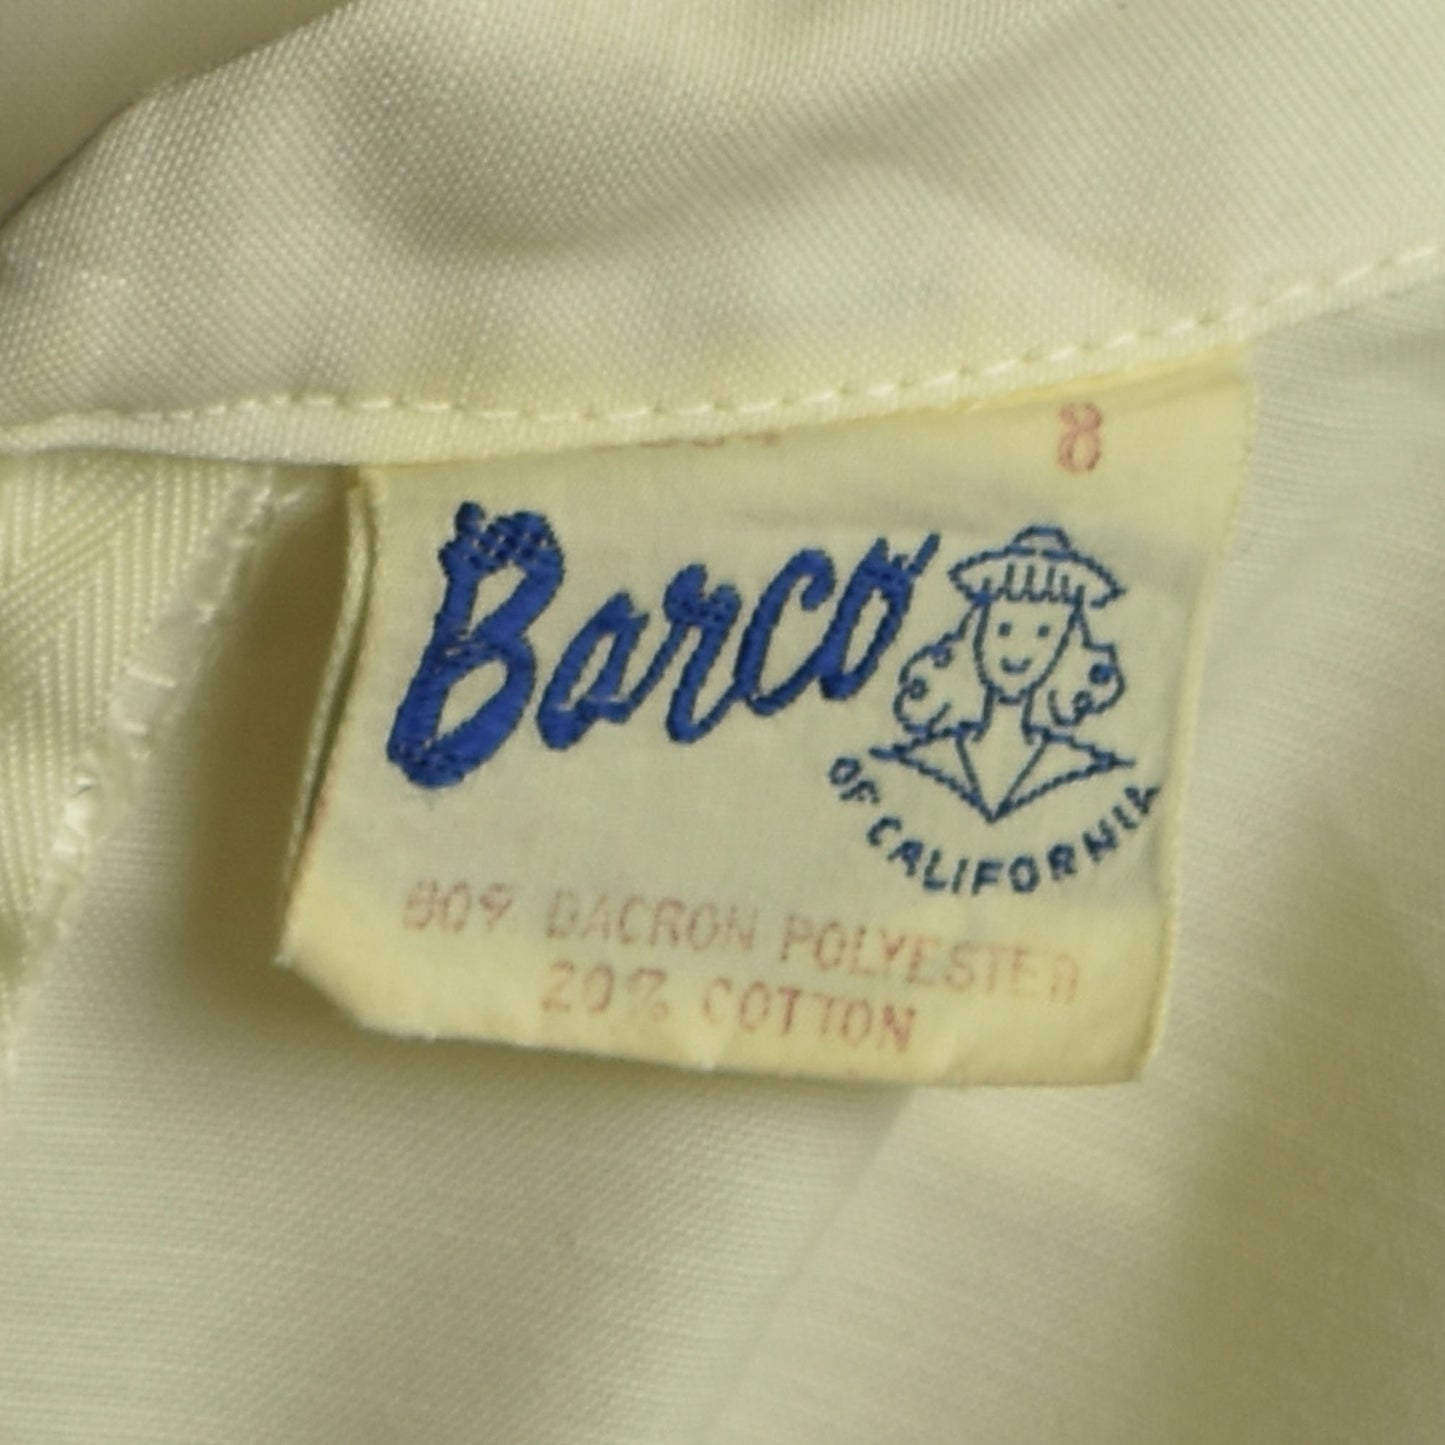 8
Barco
OF CALIFORNIA
80% DACRON POLYESTER
20% COTTON